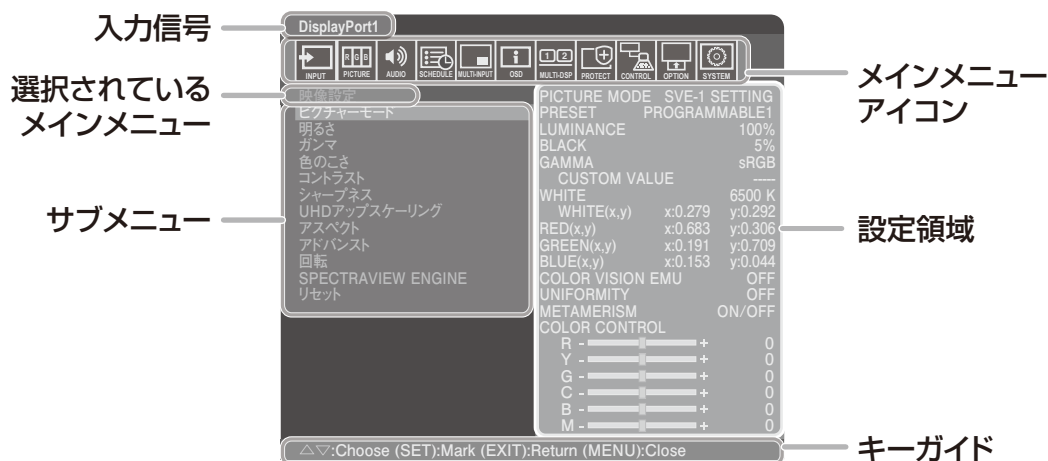 入力信号
DisplayPort1
INPUT PICTURE AUDIO SCHEDULE MULTI-INPUT OSD MULTI-DSP PROTECT CONTROL OPTION SYSTEM
メインメニュー
アイコン
選択されている
メインメニュー
映像設定
サブメニュー
ピクチャーモード
明るさ
ガンマ
色のこさ
コントラスト
シャープネス
UHDアップスケーリング
アスペクト
アドバンスト
回転
SPECTRAVIEW ENGINE
リセット
PICTURE MODE SVE-1 SETTING
PRESET PROGRAMMABLE1
LUMINANCE 100%
BLACK 5%
GAMMA sRGB
CUSTOM VALUE -----
WHITE 6500 K
WHITE(x,y) x:0.279 y:0.292
RED(x,y) x:0.683 y:0.306
GREEN(x,y) x:0.191 y:0.709
BLUE(x,y) x:0.153 y:0.044
COLOR VISION EMU OFF
UNIFORMITY OFF
METAMERISM ON/OFF
COLOR CONTROL
R - + 0
Y - + 0
G - + 0
C - + 0
B - + 0
M - + 0
設定領域
△▽:Choose (SET):Mark (EXIT):Return (MENU):Close
キーガイド